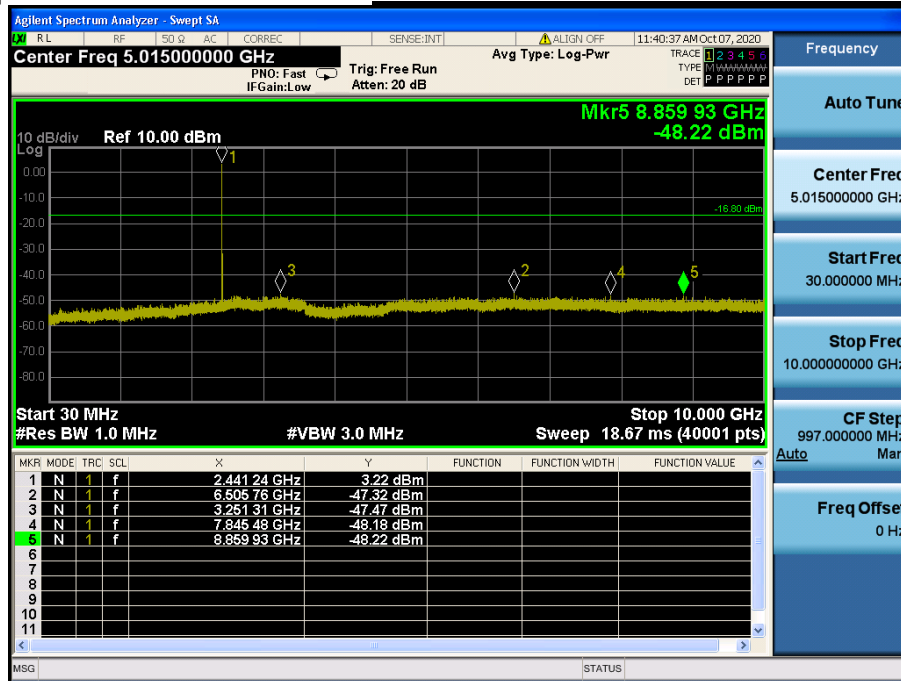 Agilent Spectrum Analyzer - Swept SA
LXI RL RF 50 Ω AC CORREC SENSE:INT ALIGN OFF 11:40:37 AM Oct 07, 2020
Center Freq 5.015000000 GHz
PNO: Fast
IFGain:Low
Trig: Free Run
Atten: 20 dB
Avg Type: Log-Pwr
TRACE 1 2 3 4 5 6
TYPE M
DET P P P P P P
Mkr5 8.859 93 GHz
-48.22 dBm
10 dB/div Ref 10.00 dBm
Log
0.00
-10.0
-20.0
-30.0
-40.0
-50.0
-60.0
-70.0
-80.0
1
3
2
4
5
-16.80 dBm
Start 30 MHz
Stop 10.000 GHz
#Res BW 1.0 MHz
#VBW 3.0 MHz
Sweep 18.67 ms (40001 pts)
MKR MODE TRC SCL X Y FUNCTION FUNCTION WIDTH FUNCTION VALUE
1 N 1 f 2.441 24 GHz 3.22 dBm
2 N 1 f 6.505 76 GHz -47.32 dBm
3 N 1 f 3.251 31 GHz -47.47 dBm
4 N 1 f 7.845 48 GHz -48.18 dBm
5 N 1 f 8.859 93 GHz -48.22 dBm
6
7
8
9
10
11
MSG
STATUS
Frequency
Auto Tune
Center Freq
5.015000000 GHz
Start Freq
30.000000 MHz
Stop Freq
10.000000000 GHz
CF Step
997.000000 MHz
Auto Man
Freq Offset
0 Hz